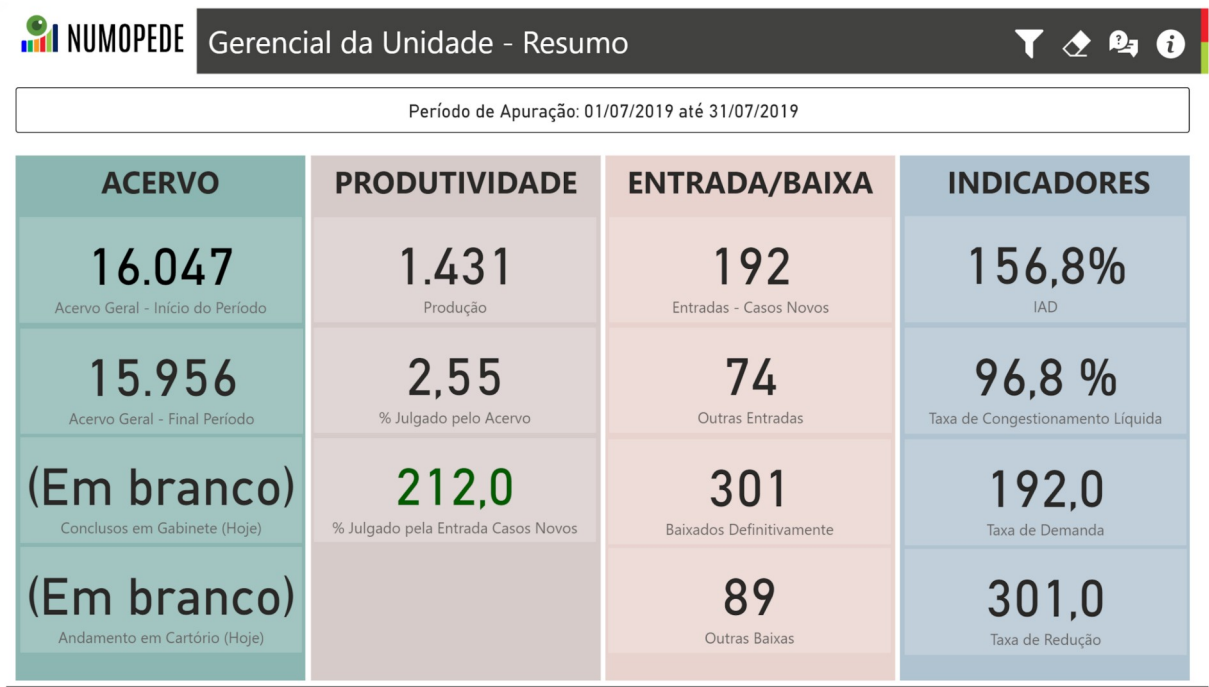 NUMOPEDE
Gerencial da Unidade - Resumo
Período de Apuração: 01/07/2019 até 31/07/2019
ACERVO
16.047
Acervo Geral - Início do Período
15.956
Acervo Geral - Final Período
(Em branco)
Conclusos em Gabinete (Hoje)
(Em branco)
Andamento em Cartório (Hoje)
PRODUTIVIDADE
1.431
Produção
2,55
% Julgado pelo Acervo
212,0
% Julgado pela Entrada Casos Novos
ENTRADA/BAIXA
192
Entradas - Casos Novos
74
Outras Entradas
301
Baixados Definitivamente
89
Outras Baixas
INDICADORES
156,8%
IAD
96,8 %
Taxa de Congestionamento Líquida
192,0
Taxa de Demanda
301,0
Taxa de Redução